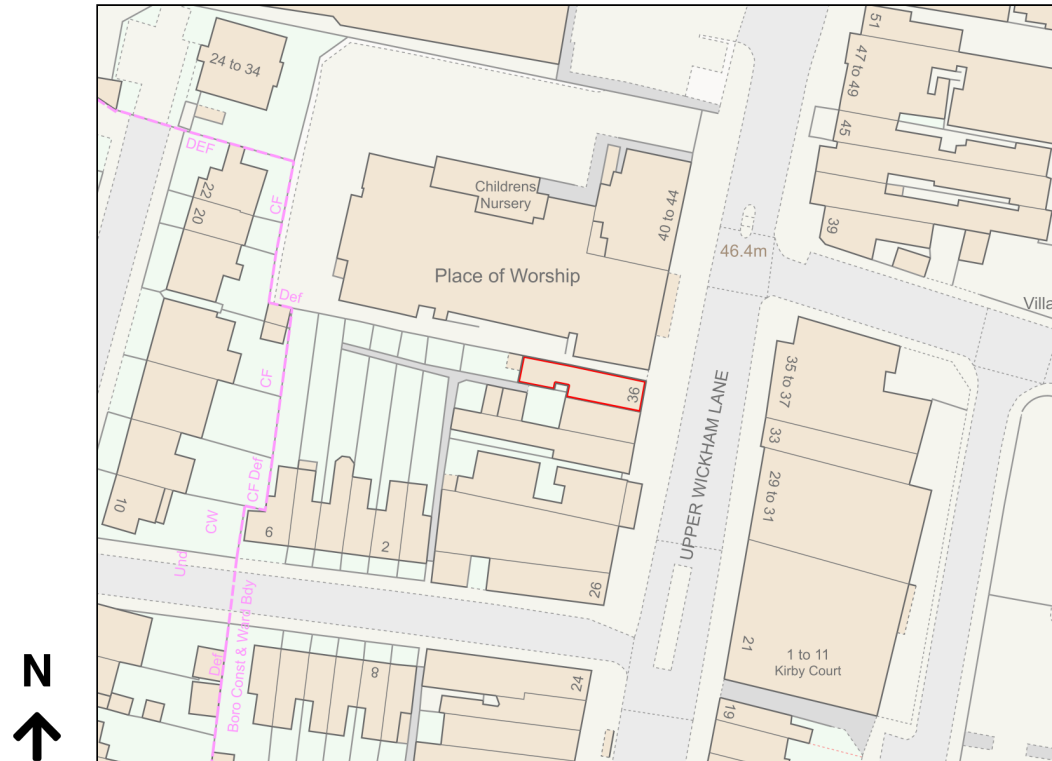 51
24 to 34
47 to 49
45
DEF
22
20
CF
Childrens
Nursery
40 to 44
39
46.4m
Place of Worship
Def
Villa
35 to 37
CF
36
33
UPPER WICKHAM LANE
29 to 31
CF Def
10
CW
6
2
Und
26
Boro Const & Ward Bdy
21
1 to 11
Kirby Court
N
Def
8
24
19